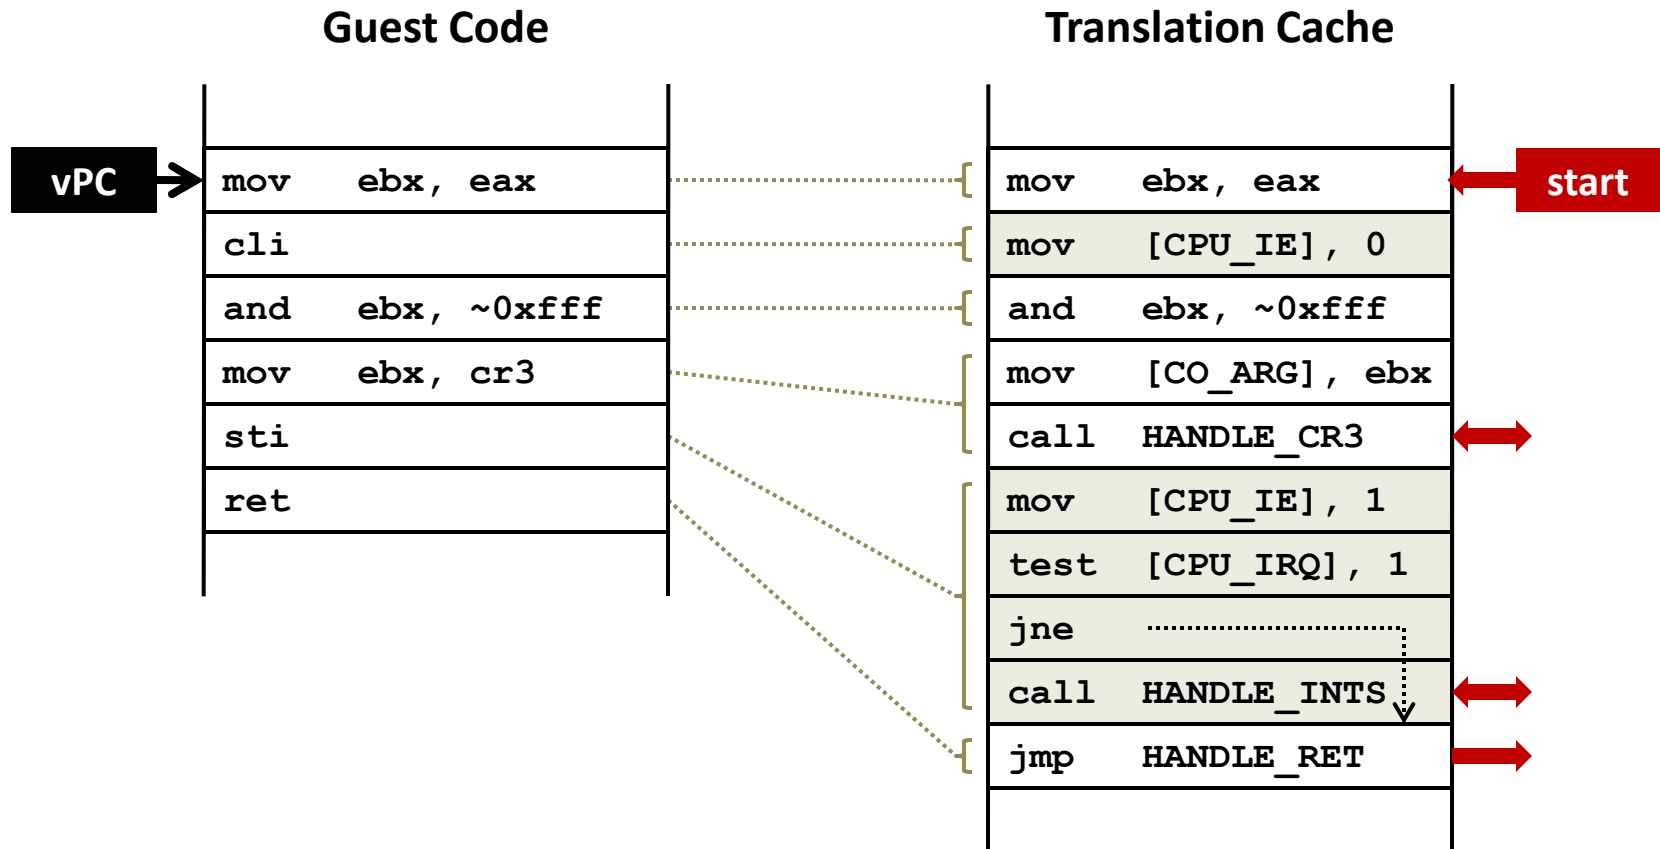 Guest Code
Translation Cache
vPC
mov ebx, eax
cli
and ebx, ~0xfff
mov ebx, cr3
sti
ret
start
mov ebx, eax
mov [CPU_IE], 0
and ebx, ~0xfff
mov [CO_ARG], ebx
call HANDLE_CR3
mov [CPU_IE], 1
test [CPU_IRQ], 1
jne
call HANDLE_INTS
jmp HANDLE_RET